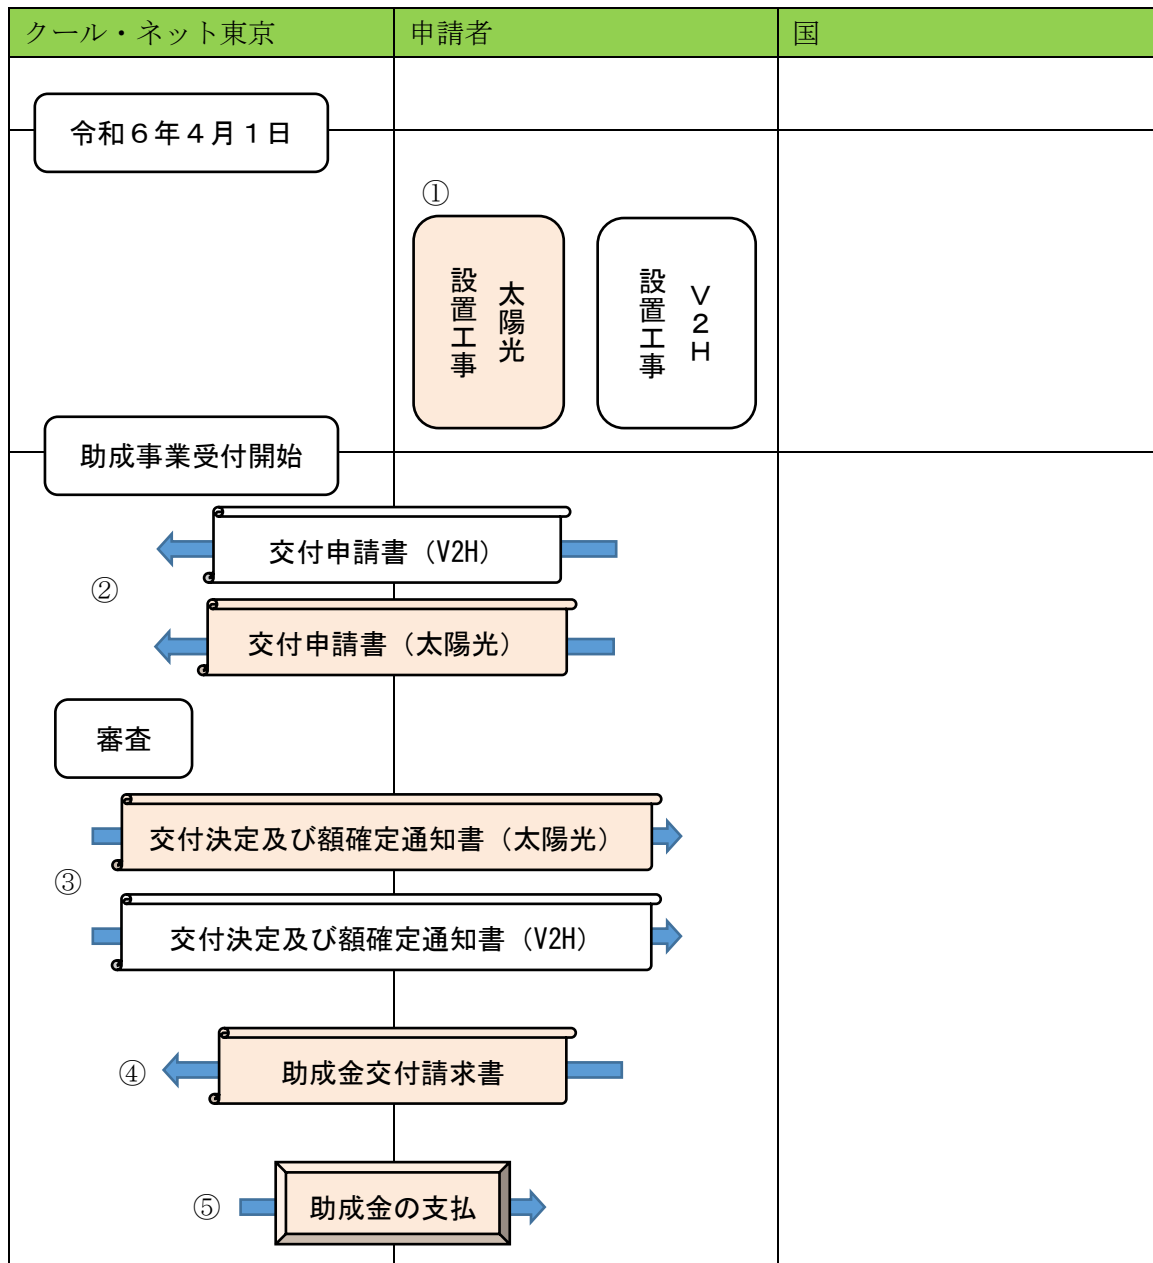 クール・ネット東京
申請者
国
令和６年４月１日
①
太陽光
設置工事
Ｖ２Ｈ
設置工事
助成事業受付開始
交付申請書（V2H）
②
交付申請書（太陽光）
審査
交付決定及び額確定通知書（太陽光）
③
交付決定及び額確定通知書（V2H）
④
助成金交付請求書
⑤
助成金の支払